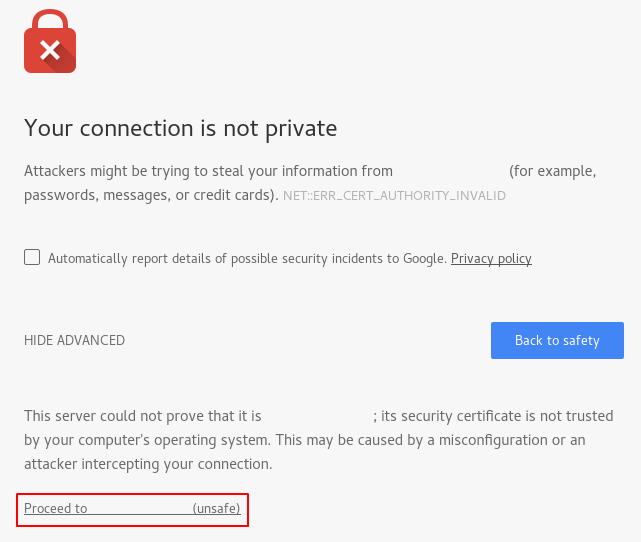 Your connection is not private
Attackers might be trying to steal your information from (for example,
passwords, messages, or credit cards). NET::ERR_CERT_AUTHORITY_INVALID
Automatically report details of possible security incidents to Google. Privacy policy
HIDE ADVANCED
Back to safety
This server could not prove that it is ; its security certificate is not trusted
by your computer's operating system. This may be caused by a misconfiguration or an
attacker intercepting your connection.
Proceed to (unsafe)